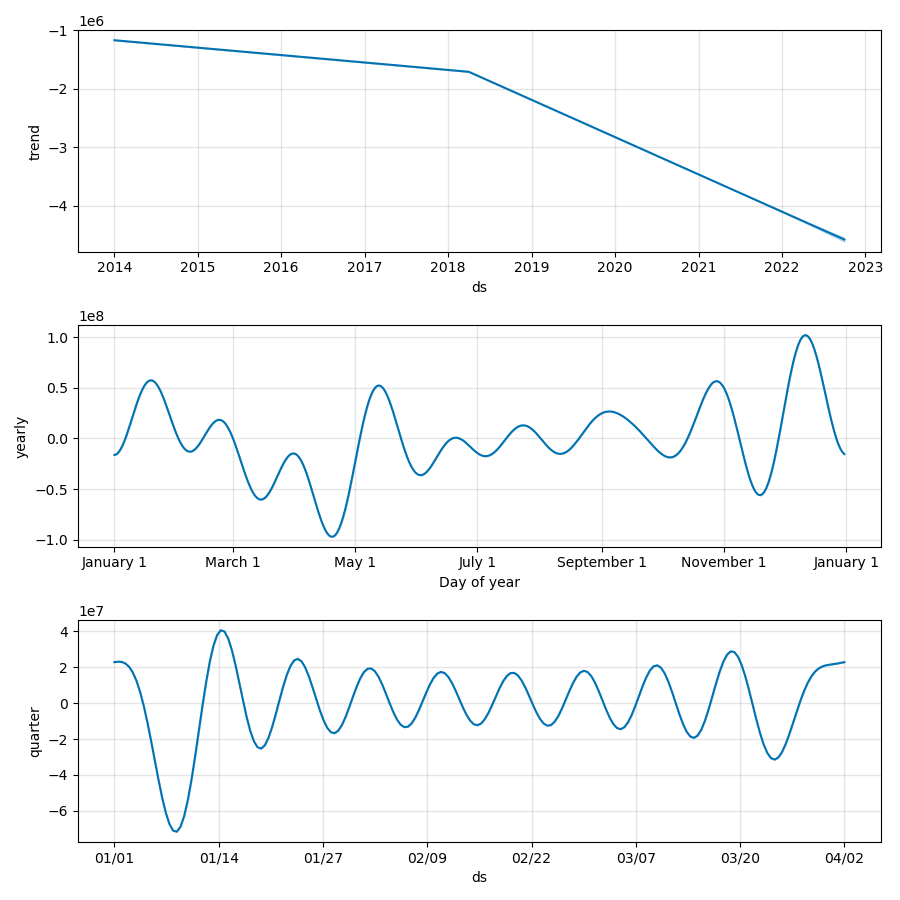 1e6
−1
−2
−3
−4
trend
2014 2015 2016 2017 2018 2019 2020 2021 2022 2023
ds
1e8
1.0
0.5
0.0
−0.5
−1.0
yearly
January 1 March 1 May 1 July 1 September 1 November 1 January 1
Day of year
1e7
4
2
0
−2
−4
−6
quarter
01/01 01/14 01/27 02/09 02/22 03/07 03/20 04/02
ds